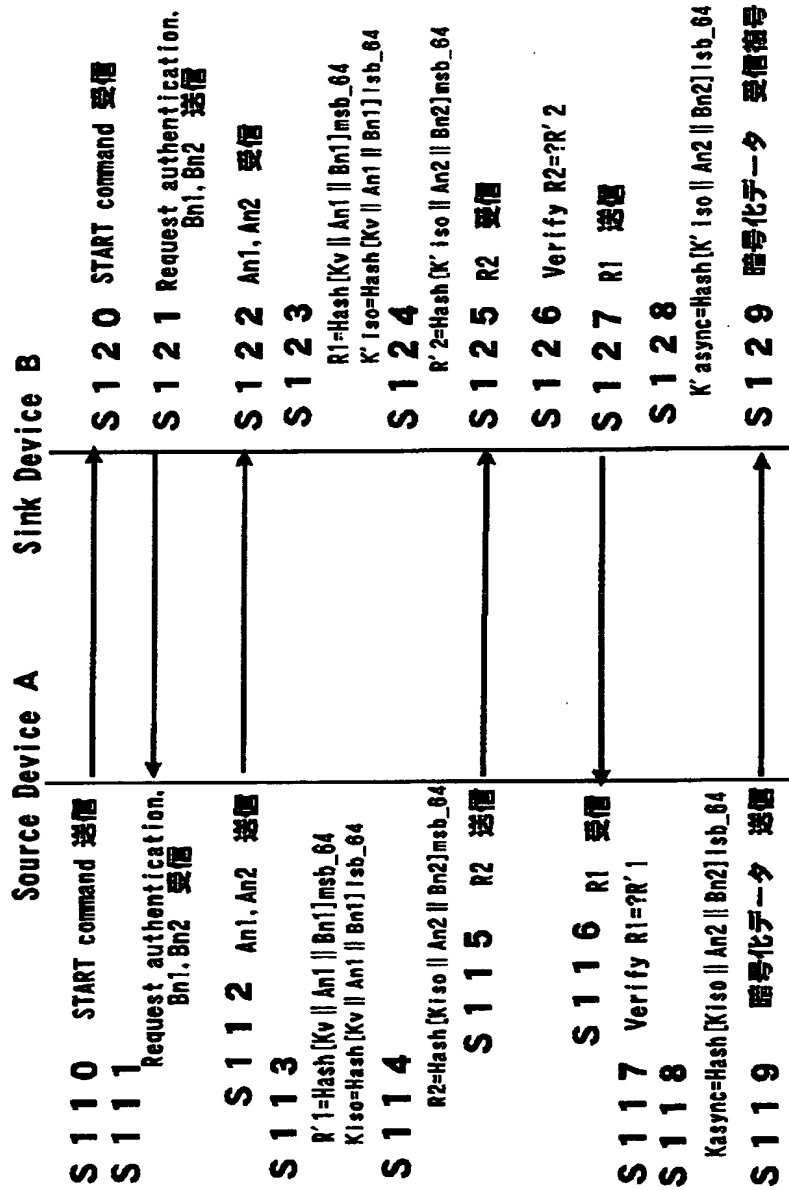 Source Device A
Sink Device B
S110 START command 送信
S111
Request authentication.
Bn1, Bn2 受信
S112 An1, An2 送信
S113
R'1=Hash[Kv || An1 || Bn1]msb_64
Kiso=Hash[Kv || An1 || Bn1]lsb_64
S114
R2=Hash[Kiso || An2 || Bn2]msb_64
S115 R2 送信
S116 R1 受信
S117 Verify R1=?R'1
S118
Kasync=Hash[Kiso || An2 || Bn2]lsb_64
S119 暗号化データ 送信
S120 START command 受信
S121 Request authentication.
Bn1, Bn2 送信
S122 An1, An2 受信
S123
R1=Hash[Kv || An1 || Bn1]msb_64
K'iso=Hash[Kv || An1 || Bn1]lsb_64
S124
R'2=Hash[K'iso || An2 || Bn2]msb_64
S125 R2 受信
S126 Verify R2=?R'2
S127 R1 送信
S128
K'async=Hash[K'iso || An2 || Bn2]lsb_64
S129 暗号化データ 受信復号